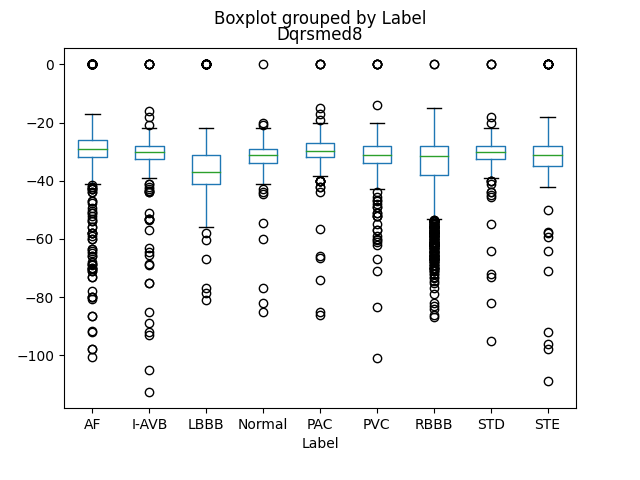 Boxplot grouped by Label
Dqrsmed8
0
−20
−40
−60
−80
−100
AF I-AVB LBBB Normal PAC PVC RBBB STD STE
Label